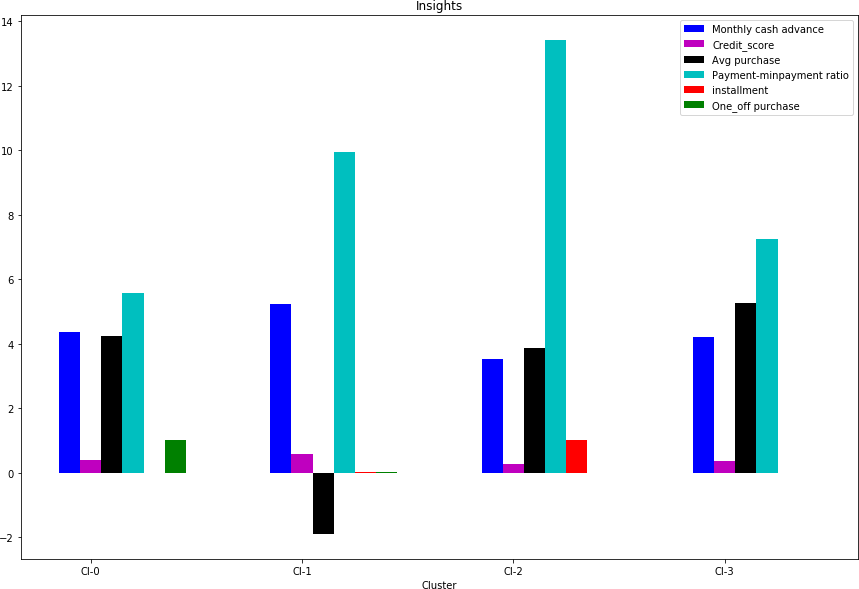 Insights
Monthly cash advance
Credit_score
Avg purchase
Payment-minpayment ratio
installment
One_off purchase
14
12
10
8
6
4
2
0
−2
Cl-0 Cl-1 Cl-2 Cl-3
Cluster